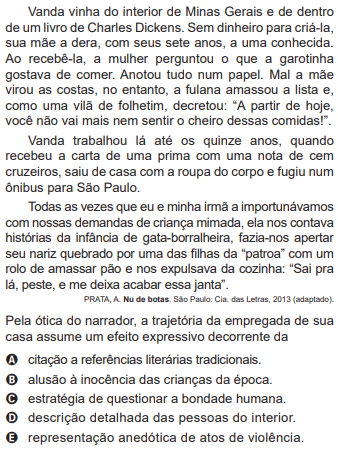 Vanda vinha do interior de Minas Gerais e de dentro
de um livro de Charles Dickens. Sem dinheiro para criá-la,
sua mãe a dera, com seus sete anos, a uma conhecida.
Ao recebê-la, a mulher perguntou o que a garotinha
gostava de comer. Anotou tudo num papel. Mal a mãe
virou as costas, no entanto, a fulana amassou a lista e,
como uma vilã de folhetim, decretou: “A partir de hoje,
você não vai mais nem sentir o cheiro dessas comidas!”.
Vanda trabalhou lá até os quinze anos, quando
recebeu a carta de uma prima com uma nota de cem
cruzeiros, saiu de casa com a roupa do corpo e fugiu num
ônibus para São Paulo.
Todas as vezes que eu e minha irmã a importunávamos
com nossas demandas de criança mimada, ela nos contava
histórias da infância de gata-borralheira, fazia-nos apertar
seu nariz quebrado por uma das filhas da “patroa” com um
rolo de amassar pão e nos expulsava da cozinha: “Sai pra
lá, peste, e me deixa acabar essa janta”.
PRATA, A. Nu de botas. São Paulo: Cia. das Letras, 2013 (adaptado).
Pela ótica do narrador, a trajetória da empregada de sua
casa assume um efeito expressivo decorrente da
A citação a referências literárias tradicionais.
B alusão à inocência das crianças da época.
C estratégia de questionar a bondade humana.
D descrição detalhada das pessoas do interior.
E representação anedótica de atos de violência.